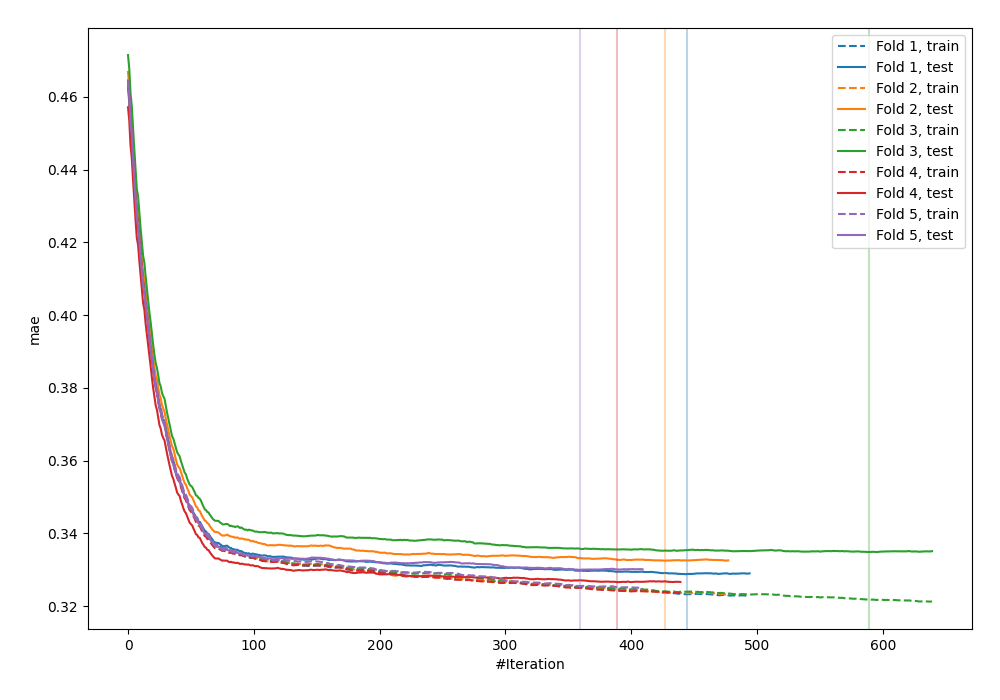 Fold 1, train
Fold 1, test
Fold 2, train
Fold 2, test
Fold 3, train
Fold 3, test
Fold 4, train
Fold 4, test
Fold 5, train
Fold 5, test
0.46
0.44
0.42
0.40
0.38
0.36
0.34
0.32
mae
0 100 200 300 400 500 600
#Iteration